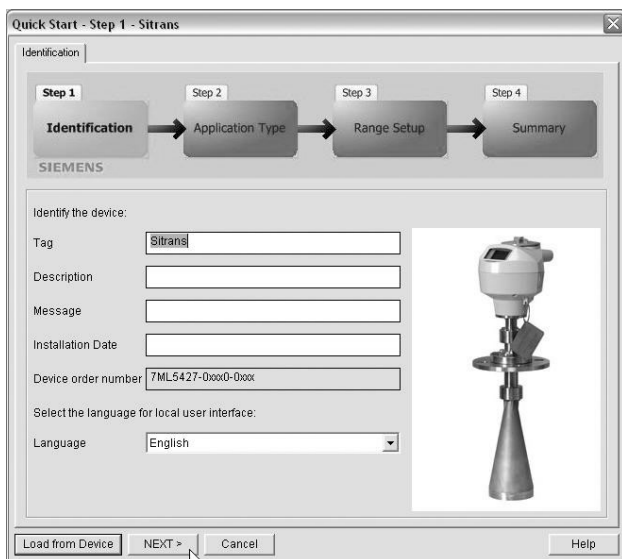 Quick Start - Step 1 - Sitrans
Identification
Step 1
Step 2
Step 3
Step 4
Identification
Application Type
Range Setup
Summary
SIEMENS
Identify the device:
Tag Sitrans
Description
Message
Installation Date
Device order number 7ML5427-0xxx0-0xxx
Select the language for local user interface:
Language English
Load from Device NEXT > Cancel Help